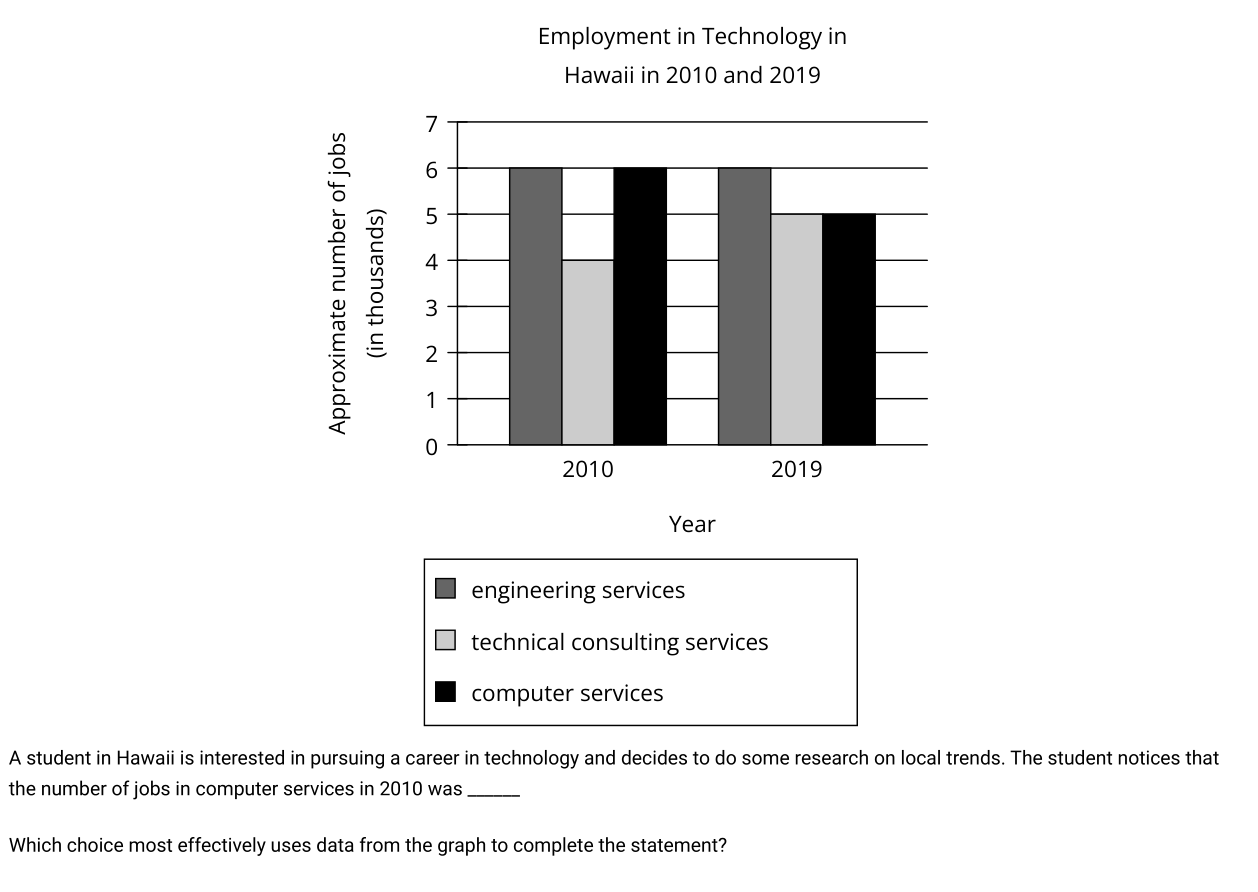 Employment in Technology in
Hawaii in 2010 and 2019
Approximate number of jobs
(in thousands)
7
6
5
4
3
2
1
0
2010 2019
Year
engineering services
technical consulting services
computer services
A student in Hawaii is interested in pursuing a career in technology and decides to do some research on local trends. The student notices that
the number of jobs in computer services in 2010 was ______
Which choice most effectively uses data from the graph to complete the statement?